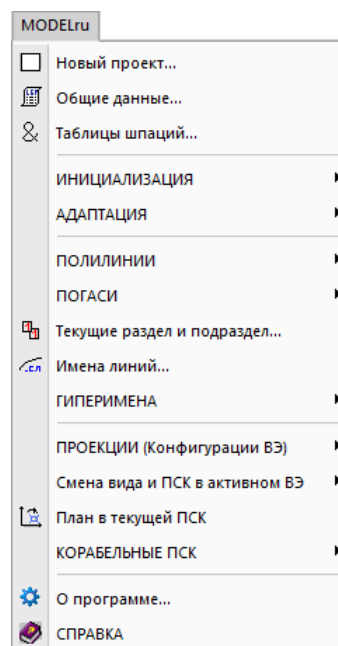 MODELru
Новый проект...
Общие данные...
Таблицы шпаций...
ИНИЦИАЛИЗАЦИЯ
АДАПТАЦИЯ
ПОЛИЛИНИИ
ПОГАСИ
Текущие раздел и подраздел...
Имена линий...
ГИПЕРИМЕНА
ПРОЕКЦИИ (Конфигурации ВЭ)
Смена вида и ПСК в активном ВЭ
План в текущей ПСК
КОРАБЕЛЬНЫЕ ПСК
О программе...
СПРАВКА